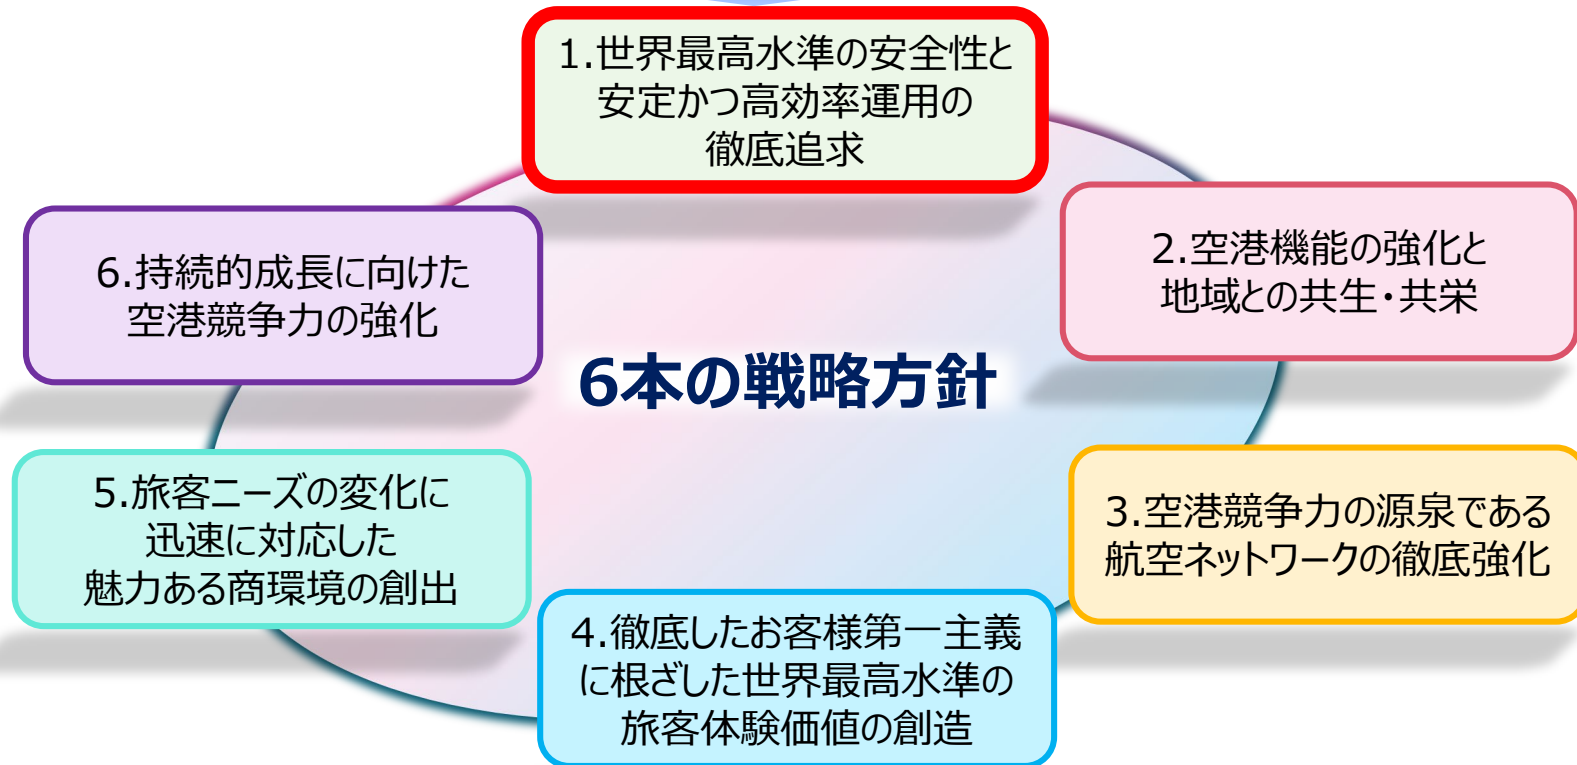 1.世界最高水準の安全性と
安定かつ高効率運用の
徹底追求
2.空港機能の強化と
地域との共生・共栄
6.持続的成長に向けた
空港競争力の強化
6本の戦略方針
3.空港競争力の源泉である
航空ネットワークの徹底強化
5.旅客ニーズの変化に
迅速に対応した
魅力ある商環境の創出
4.徹底したお客様第一主義
に根ざした世界最高水準の
旅客体験価値の創造